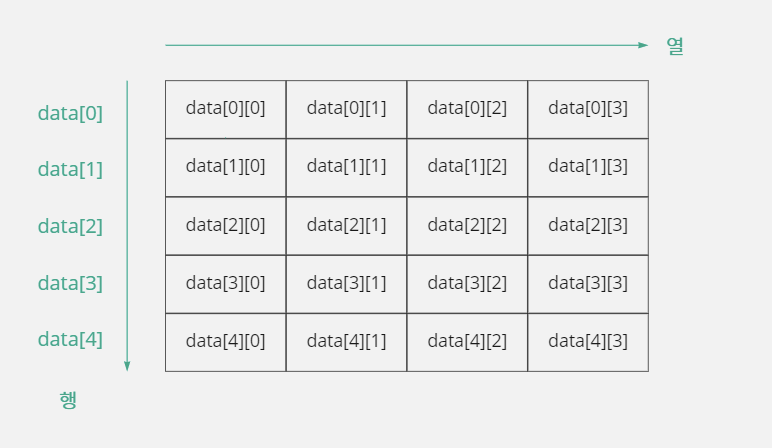 열
data[0] data[0][0] data[0][1] data[0][2] data[0][3]
data[1] data[1][0] data[1][1] data[1][2] data[1][3]
data[2] data[2][0] data[2][1] data[2][2] data[2][3]
data[3] data[3][0] data[3][1] data[3][2] data[3][3]
data[4] data[4][0] data[4][1] data[4][2] data[4][3]
행